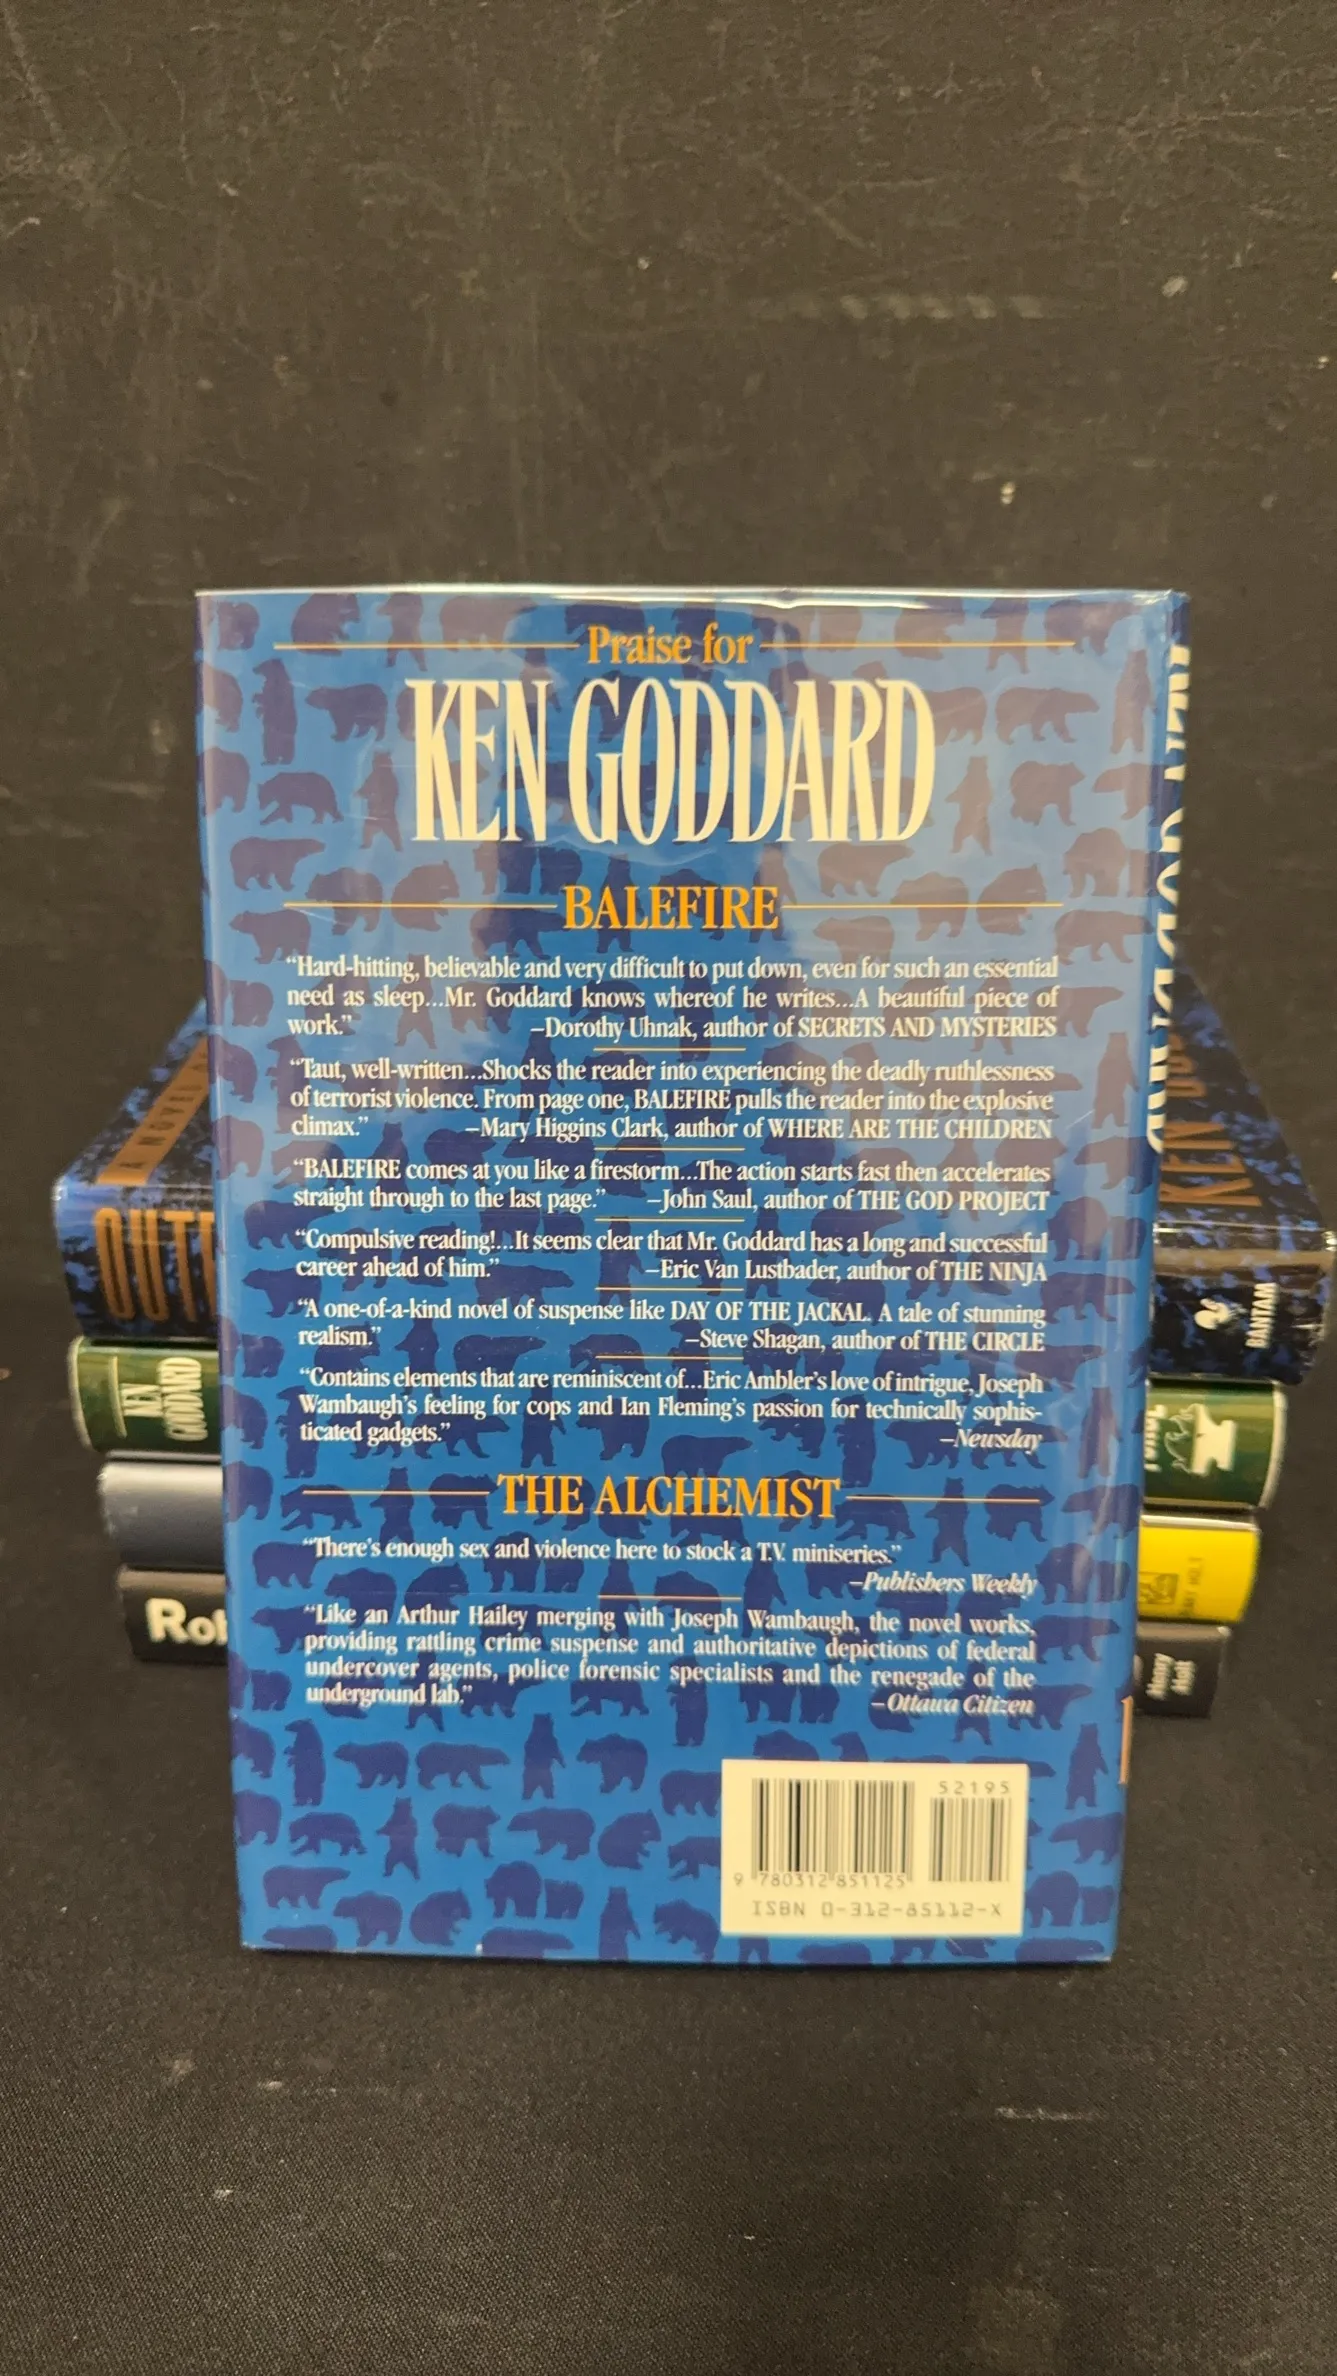 Praise for
KEN GODDARD
BALEFIRE
“Hard-hitting, believable and very difficult to put down, even for such an essential
need as sleep...Mr. Goddard knows whereof he writes...A beautiful piece of
work.” –Dorothy Uhnak, author of SECRETS AND MYSTERIES
“Taut, well-written...Shocks the reader into experiencing the deadly ruthlessness
of terrorist violence. From page one, BALEFIRE pulls the reader into the explosive
climax.” –Mary Higgins Clark, author of WHERE ARE THE CHILDREN
“BALEFIRE comes at you like a firestorm...The action starts fast then accelerates
straight through to the last page.” –John Saul, author of THE GOD PROJECT
“Compulsive reading!...It seems clear that Mr. Goddard has a long and successful
career ahead of him.” –Eric Van Lustbader, author of THE NINJA
“A one-of-a-kind novel of suspense like DAY OF THE JACKAL. A tale of stunning
realism.” –Steve Shagan, author of THE CIRCLE
“Contains elements that are reminiscent of...Eric Ambler’s love of intrigue, Joseph
Wambaugh’s feeling for cops and Ian Fleming’s passion for technically sophis-
ticated gadgets.” –Newsday
THE ALCHEMIST
“There’s enough sex and violence here to stock a T.V. miniseries.”
–Publishers Weekly
“Like an Arthur Hailey merging with Joseph Wambaugh, the novel works,
providing rattling crime suspense and authoritative depictions of federal
undercover agents, police forensic specialists and the renegade of the
underground lab.” –Ottawa Citizen
52195
9 780312 851125
ISBN 0-312-85112-X
A NOVEL
OUT
KEN
GODDARD
Rol
KEN
BANTAM
Henry
Holt